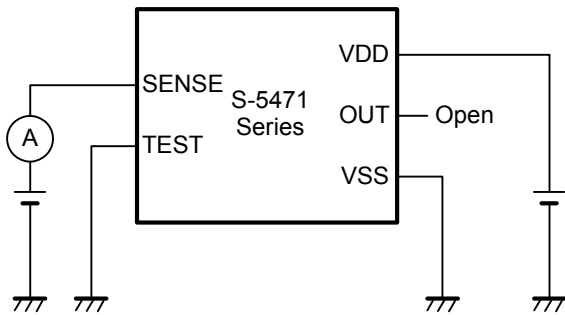 SENSE
TEST
S-5471
Series
VDD
OUT
VSS
Open
A